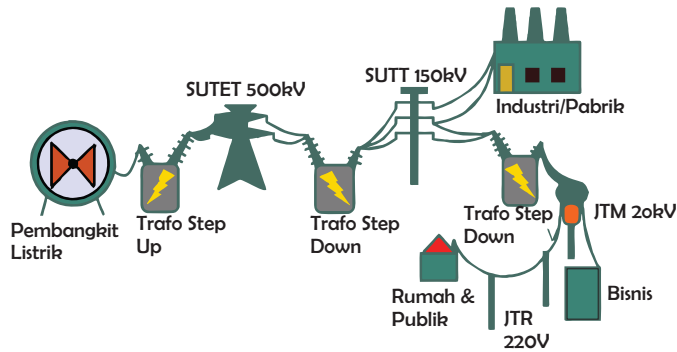 SUTET 500kV
SUTT 150kV
Industri/Pabrik
Pembangkit
Listrik
Trafo Step
Up
Trafo Step
Down
Trafo Step
Down
JTM 20kV
Rumah &
Publik
JTR
220V
Bisnis